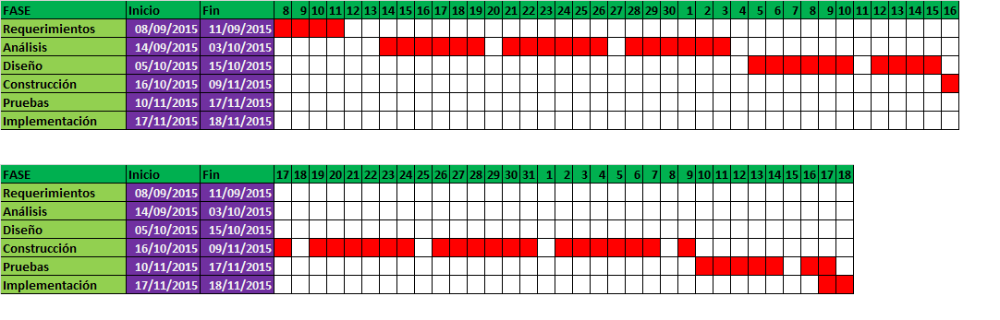 FASE Inicio Fin 8 9 10 11 12 13 14 15 16 17 18 19 20 21 22 23 24 25 26 27 28 29 30 1 2 3 4 5 6 7 8 9 10 11 12 13 14 15 16
Requerimientos 08/09/2015 11/09/2015
Análisis 14/09/2015 03/10/2015
Diseño 05/10/2015 15/10/2015
Construcción 16/10/2015 09/11/2015
Pruebas 10/11/2015 17/11/2015
Implementación 17/11/2015 18/11/2015
FASE Inicio Fin 17 18 19 20 21 22 23 24 25 26 27 28 29 30 31 1 2 3 4 5 6 7 8 9 10 11 12 13 14 15 16 17 18
Requerimientos 08/09/2015 11/09/2015
Análisis 14/09/2015 03/10/2015
Diseño 05/10/2015 15/10/2015
Construcción 16/10/2015 09/11/2015
Pruebas 10/11/2015 17/11/2015
Implementación 17/11/2015 18/11/2015